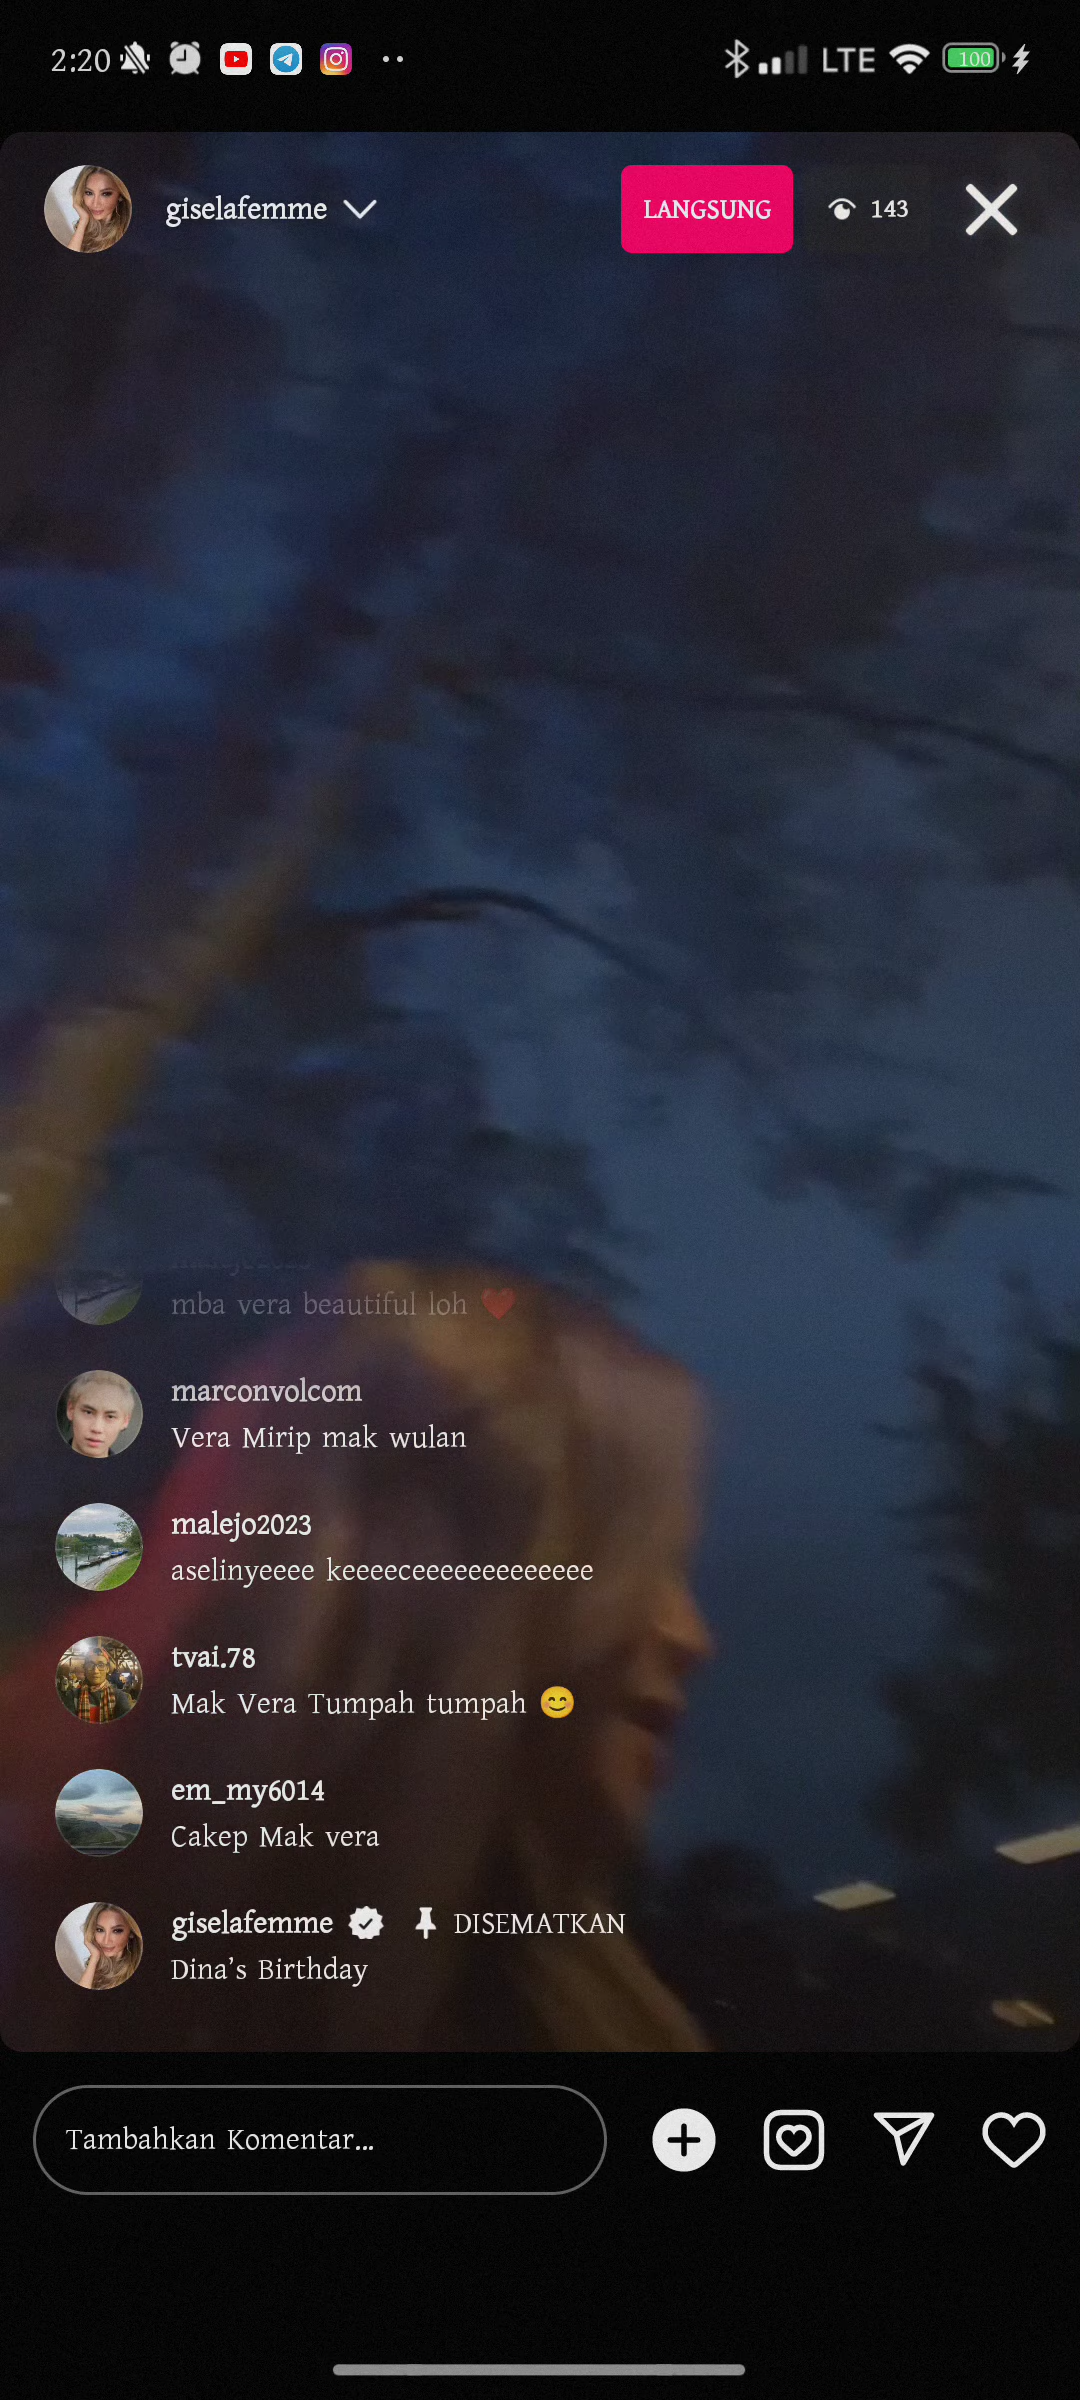 2:20
LTE
100
giselafemme
LANGSUNG
143
mba vera beautiful loh ❤️
marconvolcom
Vera Mirip mak wulan
malejo2023
aselinyeeee keeeeceeeeeeeeeeeee
tvai.78
Mak Vera Tumpah tumpah 😊
em_my6014
Cakep Mak vera
giselafemme DISEMATKAN
Dina's Birthday
Tambahkan Komentar...